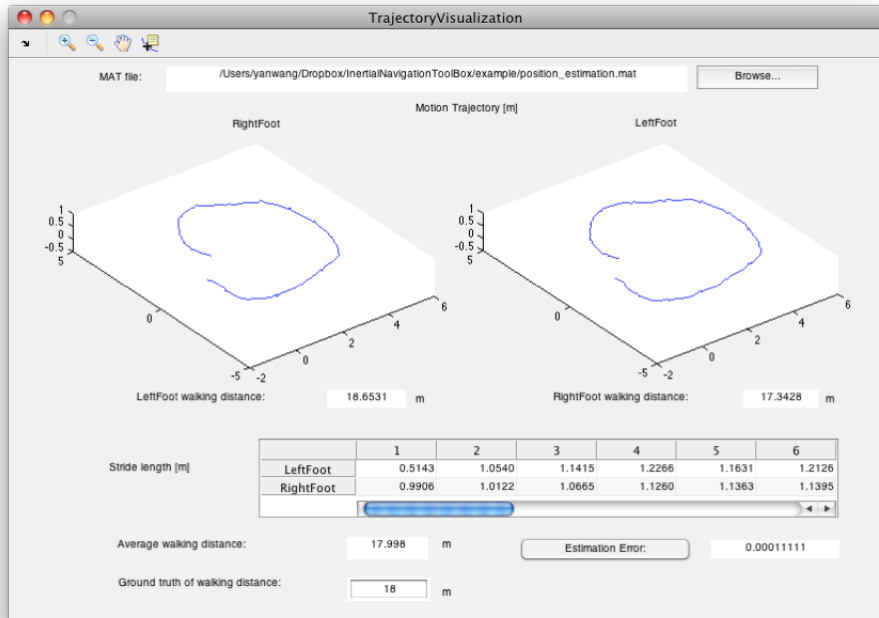 TrajectoryVisualization
MAT file: /Users/yanwang/Dropbox/InertialNavigationToolBox/example/position_estimation.mat Browse...
Motion Trajectory [m]
RightFoot LeftFoot
1 1
0.5 0.5
0 0
-0.5 -0.5
5 5
6 6
4 4
0 0
2 2
0 0
-5 -2 -5 -2
LeftFoot walking distance: 18.6531 m RightFoot walking distance: 17.3428 m
1 2 3 4 5 6
Stride length [m] LeftFoot 0.5143 1.0540 1.1415 1.2266 1.1631 1.2126
RightFoot 0.9906 1.0122 1.0665 1.1260 1.1363 1.1395
Average walking distance: 17.998 m Estimation Error: 0.00011111
Ground truth of walking distance: 18 m